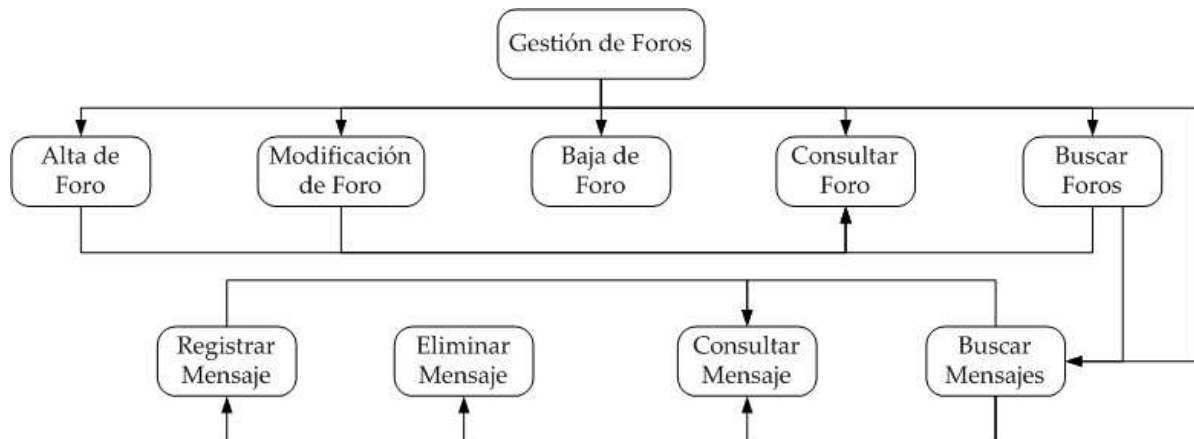 Gestión de Foros
Alta de
Foro
Modificación
de Foro
Baja de
Foro
Consultar
Foro
Buscar
Foros
Registrar
Mensaje
Eliminar
Mensaje
Consultar
Mensaje
Buscar
Mensajes